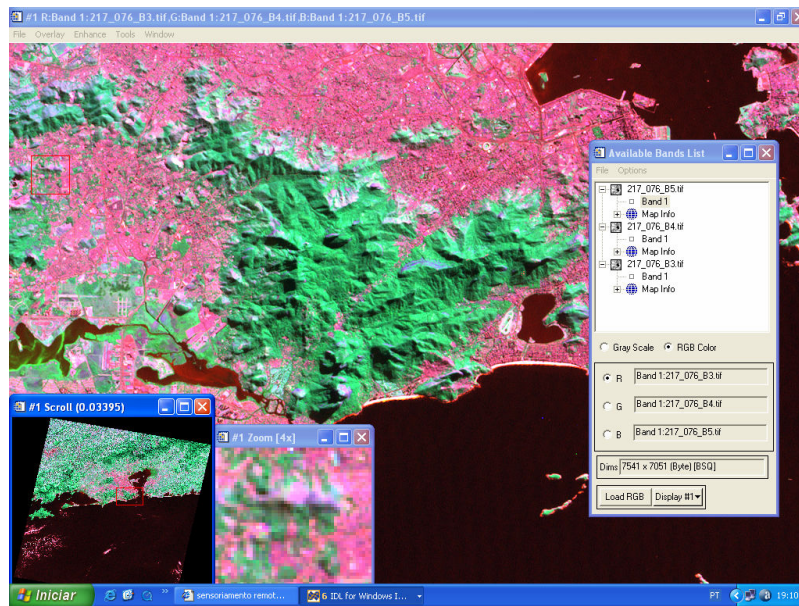 #1 R:Band 1:217_076_B3.tif,G:Band 1:217_076_B4.tif,B:Band 1:217_076_B5.tif
File Overlay Enhance Tools Window
Available Bands List
File Options
217_076_B5.tif
Band 1
Map Info
217_076_B4.tif
Band 1
Map Info
217_076_B3.tif
Band 1
Map Info
Gray Scale RGB Color
R Band 1:217_076_B3.tif
G Band 1:217_076_B4.tif
B Band 1:217_076_B5.tif
Dims 7541 x 7051 (Byte) [BSQ]
Load RGB Display #1
#1 Scroll (0.03395)
#1 Zoom [4x]
Iniciar
sensoriamento remot...
6 IDL for Windows I...
PT
19:10